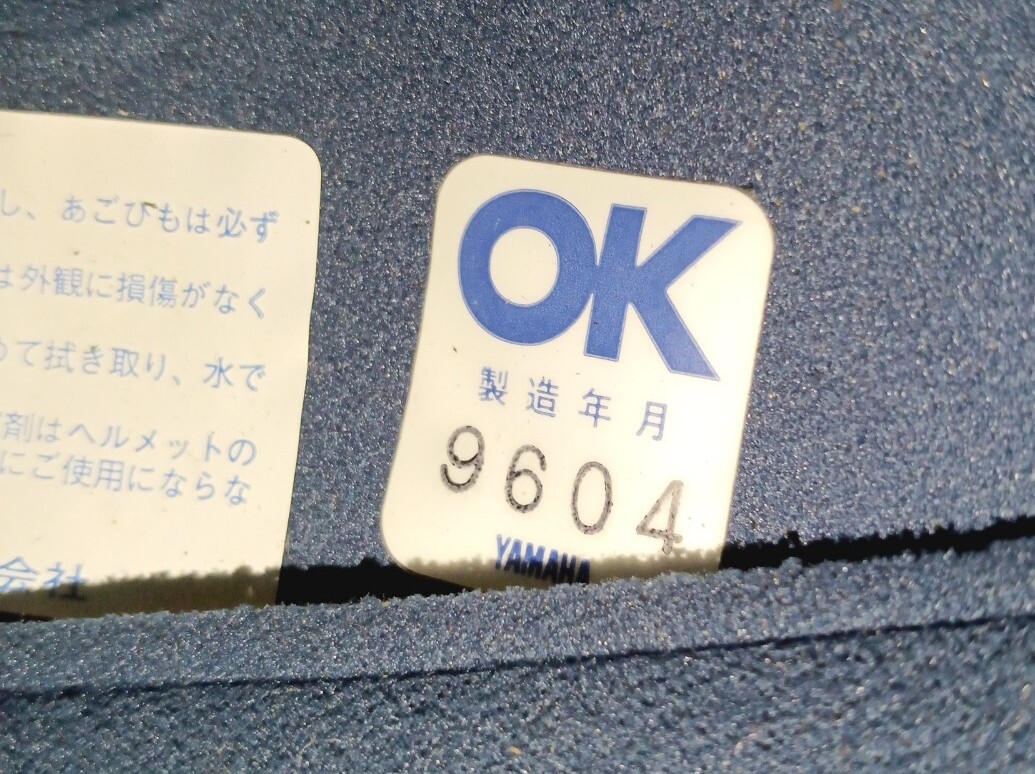 し、あごひもは必ず
は外観に損傷がなく
めて拭き取り、水で
剤はヘルメットの
にご使用にならな
会社
OK
製造年月
9604
YAMAHA